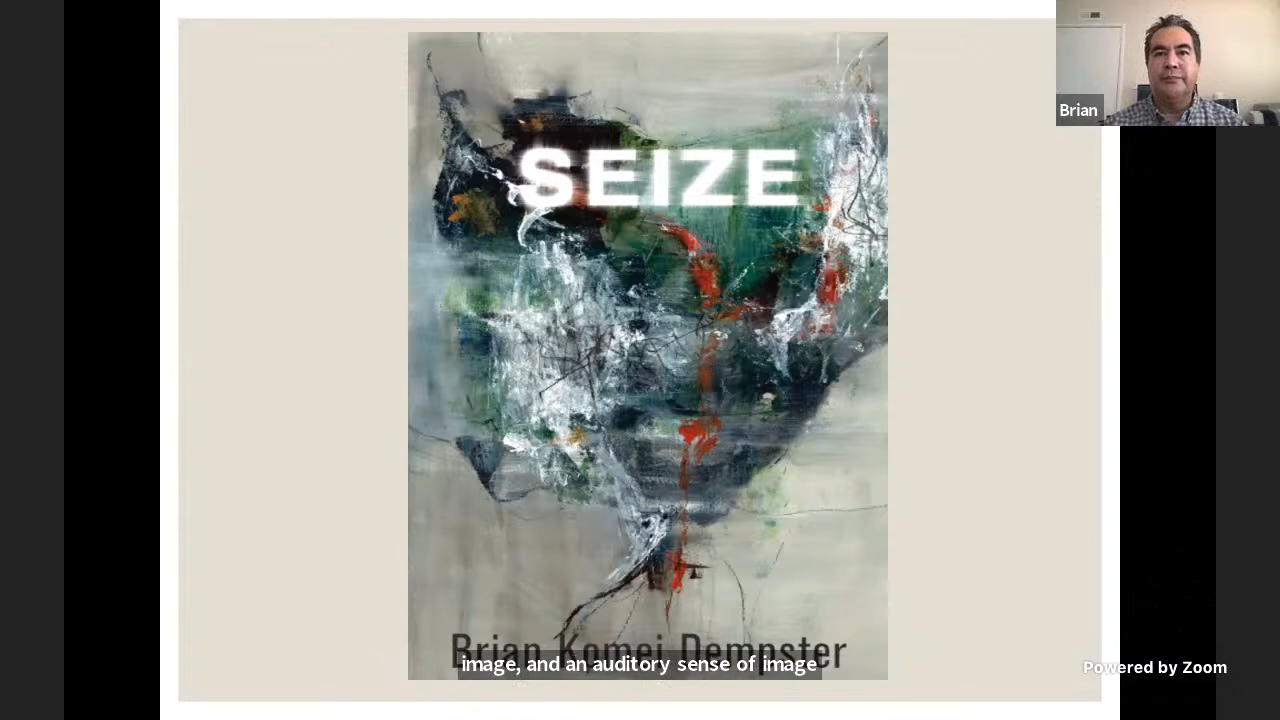 SEIZE
Brian
Brian Komei Dempster
image, and an auditory sense of image
Powered by Zoom